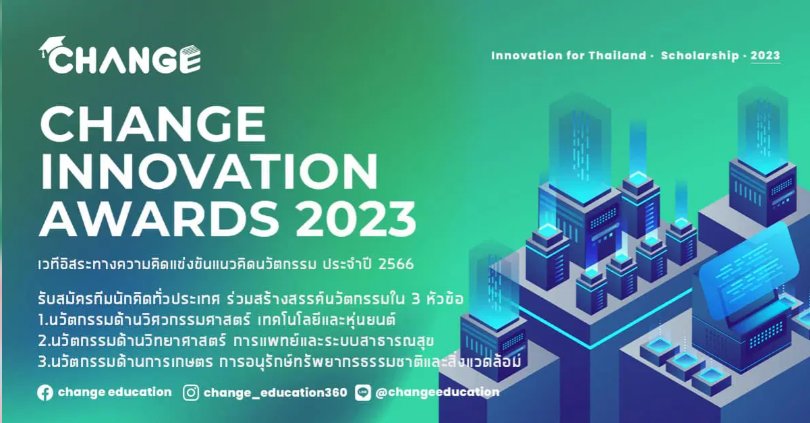 CHANGE
Innovation for Thailand · Scholarship · 2023
CHANGE
INNOVATION
AWARDS 2023
เวทีอิสระทางความคิดแข่งขันแนวคิดนวัตกรรม ประจำปี 2566
รับสมัครทีมนักคิดทั่วประเทศ ร่วมสร้างสรรค์นวัตกรรมใน 3 หัวข้อ
1.นวัตกรรมด้านวิศวกรรมศาสตร์ เทคโนโลยีและหุ่นยนต์
2.นวัตกรรมด้านวิทยาศาสตร์ การแพทย์และระบบสาธารณสุข
3.นวัตกรรมด้านการเกษตร การอนุรักษ์ทรัพยากรธรรมชาติและสิ่งแวดล้อม
change education change_education360 @changeeducation